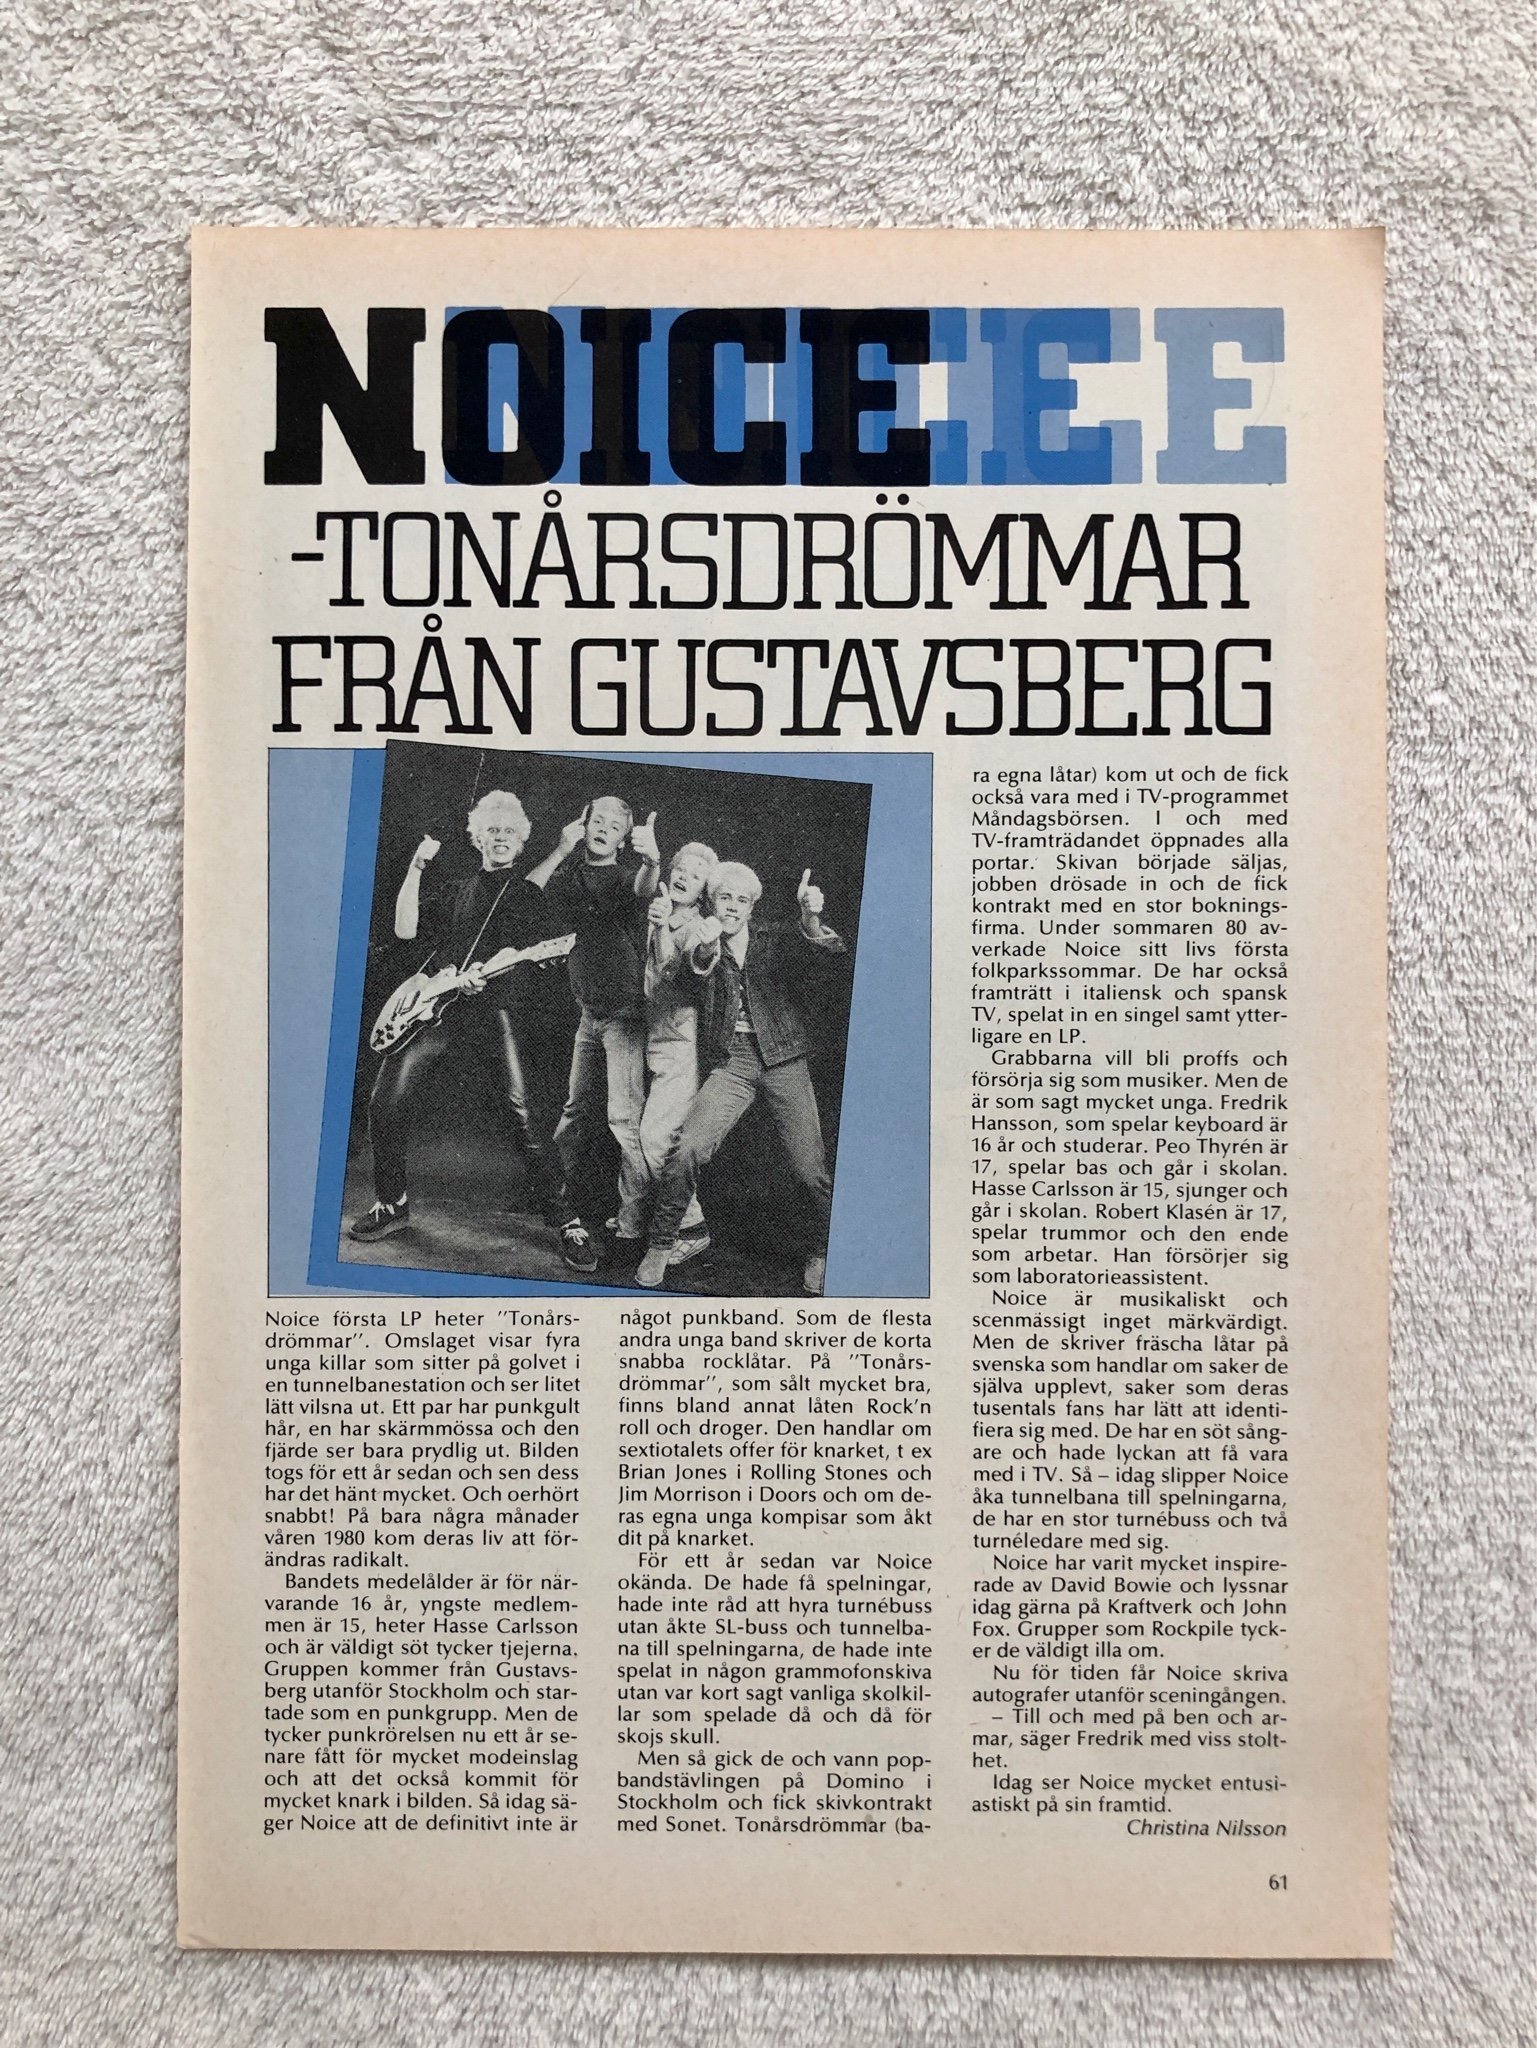 NOICE
-TONÅRSDRÖMMAR
FRÅN GUSTAVSBERG
Noice första LP heter ''Tonårs-
drömmar''. Omslaget visar fyra
unga killar som sitter på golvet i
en tunnelbanestation och ser litet
lätt vilsna ut. Ett par har punkgult
hår, en har skärmmössa och den
fjärde ser bara prydlig ut. Bilden
togs för ett år sedan och sen dess
har det hänt mycket. Och oerhört
snabbt! På bara några månader
våren 1980 kom deras liv att för-
ändras radikalt.
Bandets medelålder är för när-
varande 16 år, yngste medlem-
men är 15, heter Hasse Carlsson
och är väldigt söt tycker tjejerna.
Gruppen kommer från Gustavs-
berg utanför Stockholm och star-
tade som en punkgrupp. Men de
tycker punkrörelsen nu ett år se-
nare fått för mycket modeinslag
och att det också kommit för
mycket knark i bilden. Så idag sä-
ger Noice att de definitivt inte är
något punkband. Som de flesta
andra unga band skriver de korta
snabba rocklåtar. På ''Tonårs-
drömmar'', som sålt mycket bra,
finns bland annat låten Rock'n
roll och droger. Den handlar om
sextiotalets offer för knarket, t ex
Brian Jones i Rolling Stones och
Jim Morrison i Doors och om de-
ras egna unga kompisar som åkt
dit på knarket.
För ett år sedan var Noice
okända. De hade få spelningar,
hade inte råd att hyra turnébuss
utan åkte SL-buss och tunnelba-
na till spelningarna, de hade inte
spelat in någon grammofonskiva
utan var kort sagt vanliga skolkil-
lar som spelade då och då för
skojs skull.
Men så gick de och vann pop-
bandstävlingen på Domino i
Stockholm och fick skivkontrakt
med Sonet. Tonårsdrömmar (ba-
ra egna låtar) kom ut och de fick
också vara med i TV-programmet
Måndagsbörsen. I och med
TV-framträdandet öppnades alla
portar. Skivan började säljas,
jobben drösade in och de fick
kontrakt med en stor boknings-
firma. Under sommaren 80 av-
verkade Noice sitt livs första
folkparkssommar. De har också
framträtt i italiensk och spansk
TV, spelat in en singel samt ytter-
ligare en LP.
Grabbarna vill bli proffs och
försörja sig som musiker. Men de
är som sagt mycket unga. Fredrik
Hansson, som spelar keyboard är
16 år och studerar. Peo Thyrén är
17, spelar bas och går i skolan.
Hasse Carlsson är 15, sjunger och
går i skolan. Robert Klasén är 17,
spelar trummor och den ende
som arbetar. Han försörjer sig
som laboratorieassistent.
Noice är musikaliskt och
scenmässigt inget märkvärdigt.
Men de skriver fräscha låtar på
svenska som handlar om saker de
själva upplevt, saker som deras
tusentals fans har lätt att identi-
fiera sig med. De har en söt sång-
are och hade lyckan att få vara
med i TV. Så – idag slipper Noice
åka tunnelbana till spelningarna,
de har en stor turnébuss och två
turnéledare med sig.
Noice har varit mycket inspire-
rade av David Bowie och lyssnar
idag gärna på Kraftverk och John
Fox. Grupper som Rockpile tyck-
er de väldigt illa om.
Nu för tiden får Noice skriva
autografer utanför sceningången.
– Till och med på ben och ar-
mar, säger Fredrik med viss stolt-
het.
Idag ser Noice mycket entusi-
astiskt på sin framtid.
Christina Nilsson
61